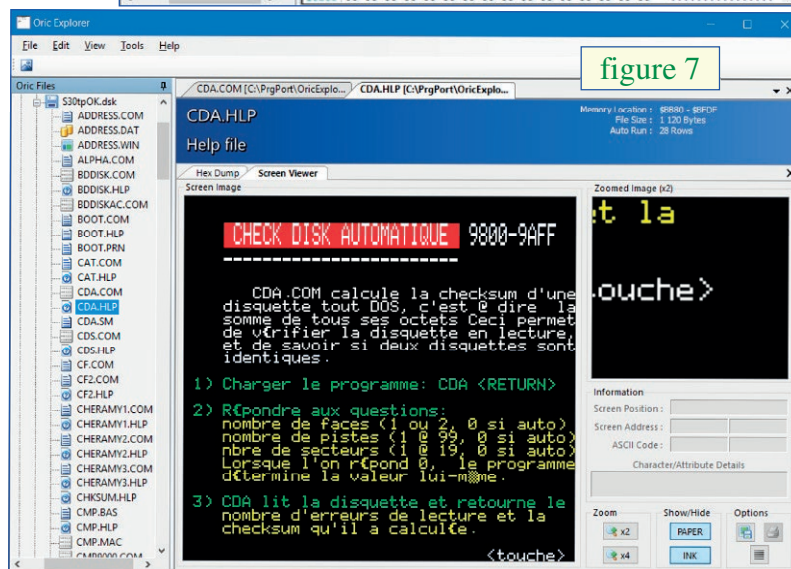 Oric Explorer
File Edit View Tools Help
Oric Files
S30tpOK.dsk
ADDRESS.COM
ADDRESS.DAT
ADDRESS.WIN
ALPHA.COM
BDDISK.COM
BDDISK.HLP
BDDISKAC.COM
BOOT.COM
BOOT.HLP
BOOT.PRN
CAT.COM
CAT.HLP
CDA.COM
CDA.HLP
CDA.SM
CDS.COM
CDS.HLP
CF.COM
CF2.COM
CF2.HLP
CHERAMY1.COM
CHERAMY1.HLP
CHERAMY2.COM
CHERAMY2.HLP
CHERAMY3.COM
CHERAMY3.HLP
CHKSUM.HLP
CMP.BAS
CMP.HLP
CMP.MAC
CMP9000.COM
CDA.COM [C:\PrgPort\OricExplo...
CDA.HLP [C:\PrgPort\OricExplo...
figure 7
CDA.HLP
Help file
Memory Location : $BB80 - $BFDF
File Size : 1 120 Bytes
Auto Run : 28 Rows
Hex Dump Screen Viewer
Screen Image
CHECK DISK AUTOMATIQUE 9800-9AFF
------------------------
CDA.COM calcule la checksum d'une
disquette tout DOS, c'est @ dire la
somme de tous ses octets Ceci permet
de v{rifier la disquette en lecture,
et de savoir si deux disquettes sont
identiques.
1) Charger le programme: CDA <RETURN>
2) R{pondre aux questions:
nombre de faces (1 ou 2, 0 si auto)
nombre de pistes (1 @ 99, 0 si auto)
nbre de secteurs (1 @ 19, 0 si auto)
Lorsque l'on r{pond 0, le programme
d{termine la valeur lui-m▒me.
3) CDA lit la disquette et retourne le
nombre d'erreurs de lecture et la
checksum qu'il a calcul{e.
<touche>
Zoomed Image (x2)
t la
ouche>
Information
Screen Position :
Screen Address :
ASCII Code :
Character/Attribute Details
Zoom Show/Hide Options
x2 PAPER
x4 INK